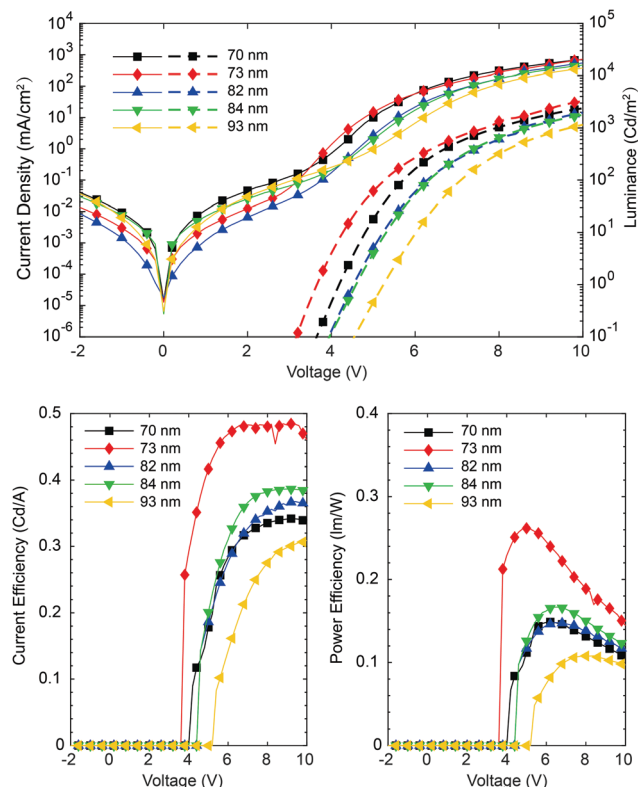 Current Density (mA/cm²)
10⁴
10³
10²
10¹
10⁰
10⁻¹
10⁻²
10⁻³
10⁻⁴
10⁻⁵
10⁻⁶
70 nm
73 nm
82 nm
84 nm
93 nm
10⁵
10⁴
10³
10²
10¹
10⁰
10⁻¹
Luminance (Cd/m²)
-2 0 2 4 6 8 10
Voltage (V)
Current Efficiency (Cd/A)
0.5
0.4
0.3
0.2
0.1
0
70 nm
73 nm
82 nm
84 nm
93 nm
-2 0 2 4 6 8 10
Voltage (V)
Power Efficiency (lm/W)
0.4
0.3
0.2
0.1
0
70 nm
73 nm
82 nm
84 nm
93 nm
-2 0 2 4 6 8 10
Voltage (V)